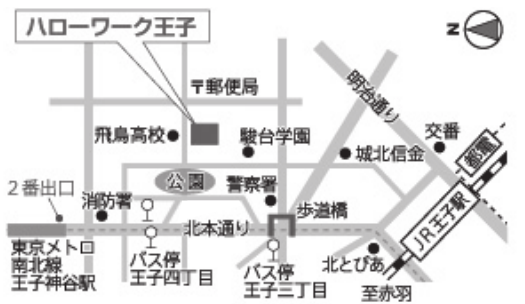 ハローワーク王子
N
〒郵便局
明治通り
飛鳥高校
駿台学園
交番
城北信金
都電
公園
警察署
2番出口
消防署
歩道橋
JR王子駅
北本通り
東京メトロ
南北線
王子神谷駅
バス停
王子四丁目
バス停
王子三丁目
北とぴあ
至赤羽